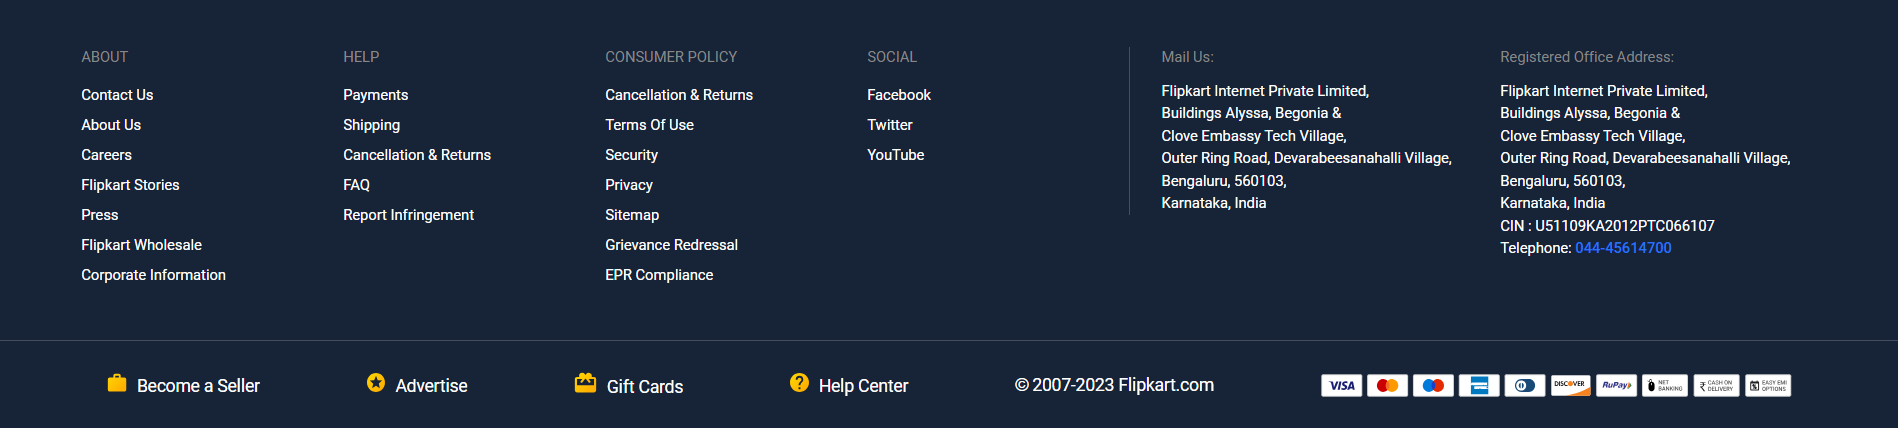 ABOUT
Contact Us
About Us
Careers
Flipkart Stories
Press
Flipkart Wholesale
Corporate Information
HELP
Payments
Shipping
Cancellation & Returns
FAQ
Report Infringement
CONSUMER POLICY
Cancellation & Returns
Terms Of Use
Security
Privacy
Sitemap
Grievance Redressal
EPR Compliance
SOCIAL
Facebook
Twitter
YouTube
Mail Us:
Flipkart Internet Private Limited,
Buildings Alyssa, Begonia &
Clove Embassy Tech Village,
Outer Ring Road, Devarabeesanahalli Village,
Bengaluru, 560103,
Karnataka, India
Registered Office Address:
Flipkart Internet Private Limited,
Buildings Alyssa, Begonia &
Clove Embassy Tech Village,
Outer Ring Road, Devarabeesanahalli Village,
Bengaluru, 560103,
Karnataka, India
CIN : U51109KA2012PTC066107
Telephone: 044-45614700
Become a Seller
Advertise
Gift Cards
Help Center
© 2007-2023 Flipkart.com
VISA
DISCOVER
RuPay
NET
BANKING
CASH ON
DELIVERY
EASY EMI
OPTIONS